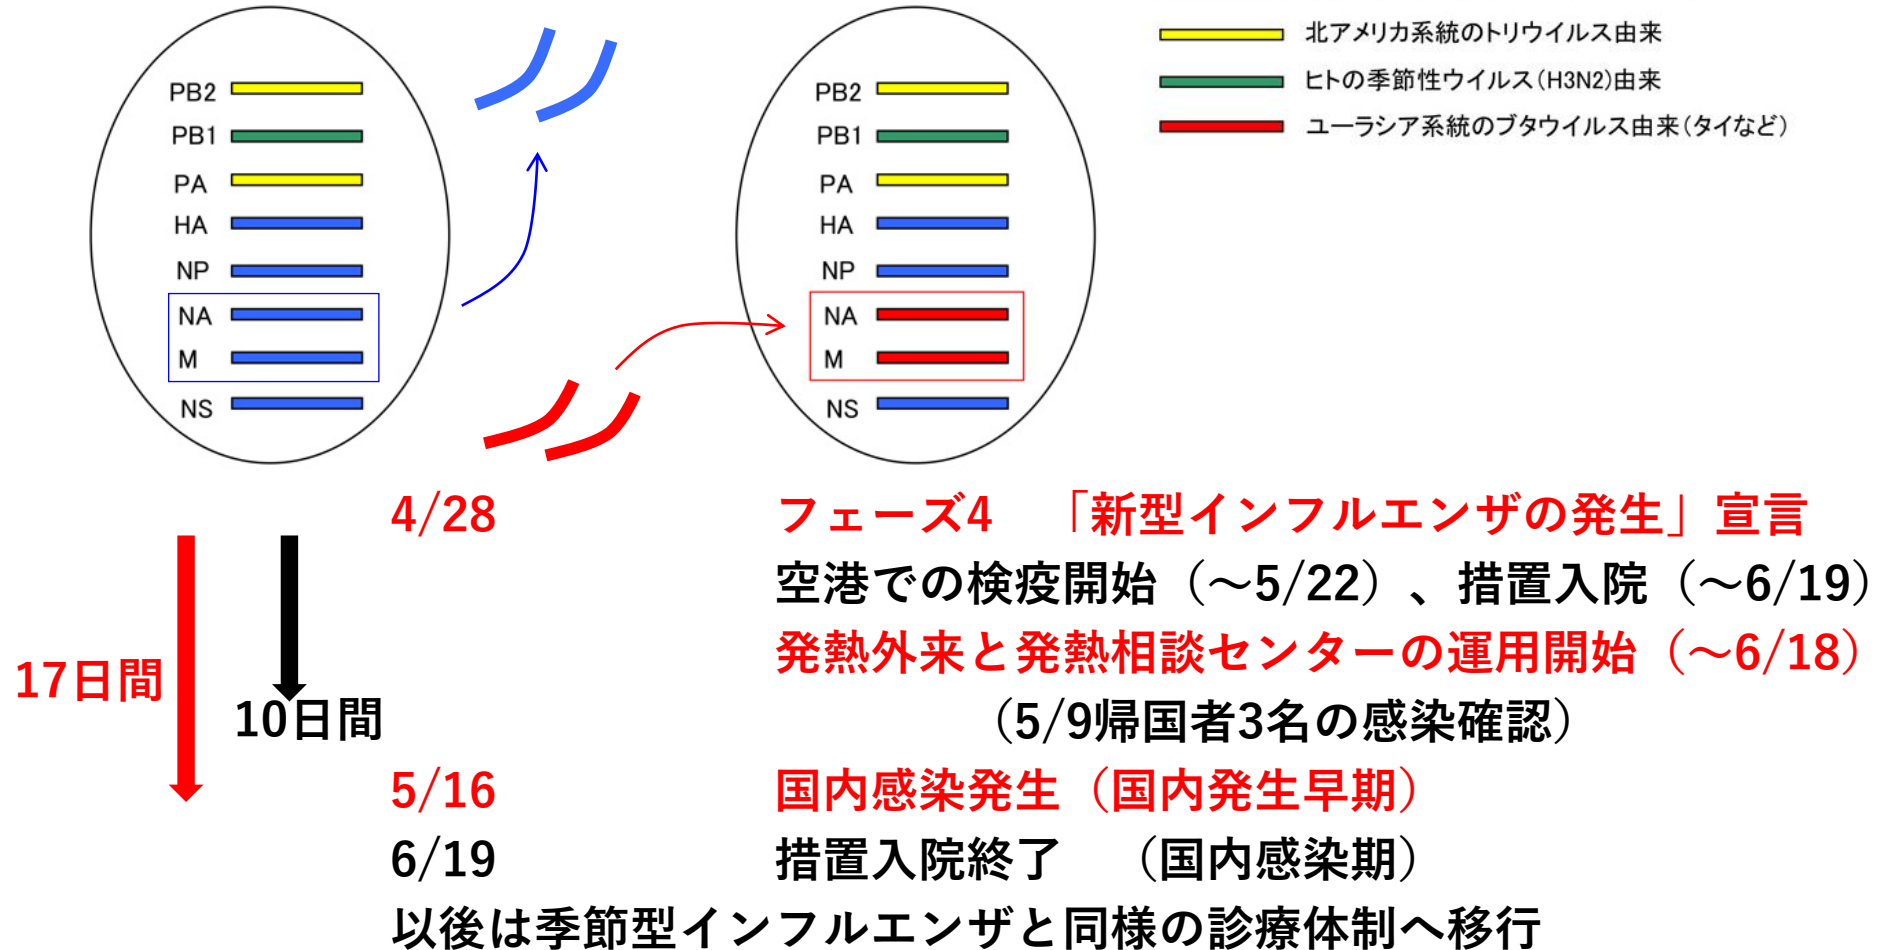 PB2
PB1
PA
HA
NP
NA
M
NS
PB2
PB1
PA
HA
NP
NA
M
NS
北アメリカ系統のトリウイルス由来
ヒトの季節性ウイルス(H3N2)由来
ユーラシア系統のブタウイルス由来(タイなど)
4/28 フェーズ4 「新型インフルエンザの発生」宣言
空港での検疫開始（～5/22）、措置入院（～6/19）
発熱外来と発熱相談センターの運用開始（～6/18）
17日間
10日間
（5/9帰国者3名の感染確認）
5/16 国内感染発生（国内発生早期）
6/19 措置入院終了 （国内感染期）
以後は季節型インフルエンザと同様の診療体制へ移行